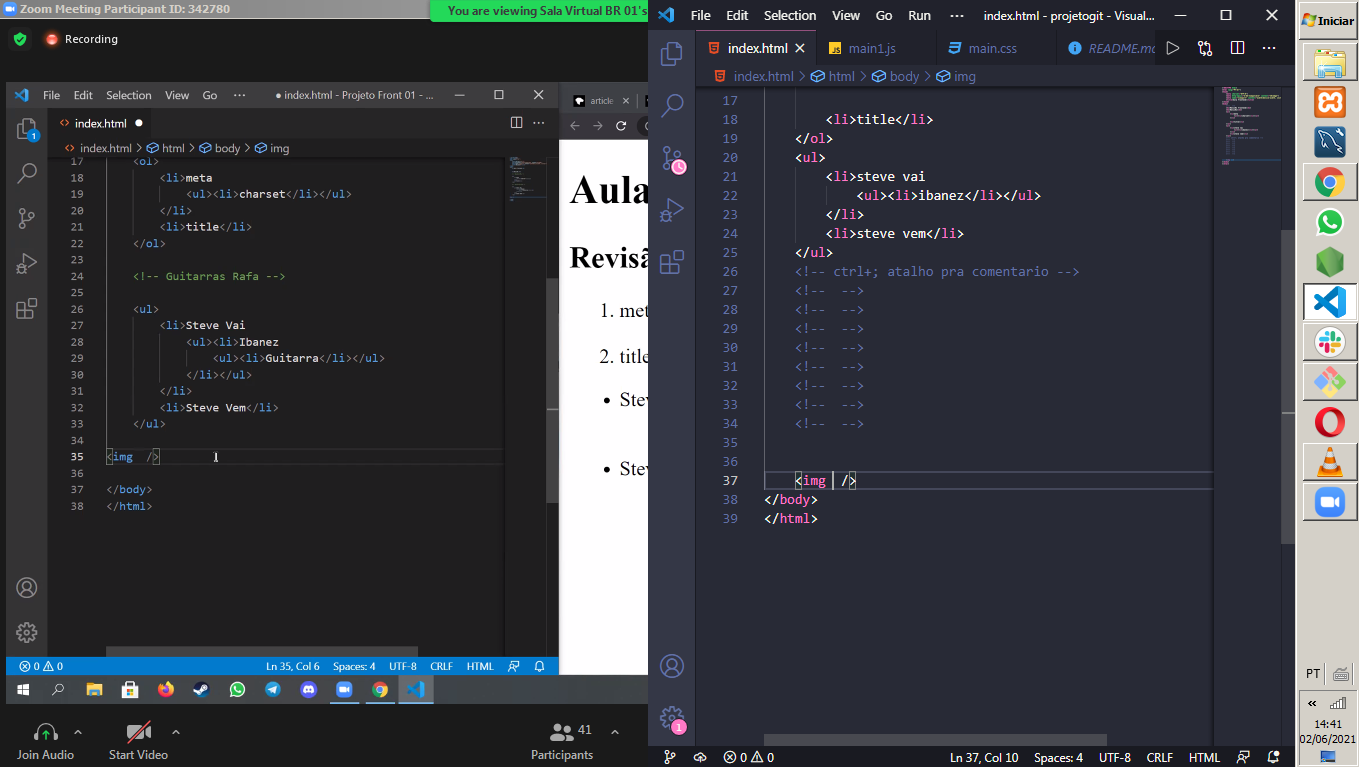 Zoom Meeting Participant ID: 342780
You are viewing Sala Virtual BR 01's
Recording
File Edit Selection View Go ··· ● index.html - Projeto Front 01 - ...
<> index.html ●
<> index.html > html > body > img
17 <ol>
18 <li>meta
19 <ul><li>charset</li></ul>
20 </li>
21 <li>title</li>
22 </ol>
23
24 <!-- Guitarras Rafa -->
25
26 <ul>
27 <li>Steve Vai
28 <ul><li>Ibanez
29 <ul><li>Guitarra</li></ul>
30 </li></ul>
31 </li>
32 <li>Steve Vem</li>
33 </ul>
34
35 <img />
36
37 </body>
38 </html>
1
0 0 Ln 35, Col 6 Spaces: 4 UTF-8 CRLF HTML
article
Aula
Revisã
1. met
2. title
• Stev
• Stev
Join Audio
Start Video
41
Participants
File Edit Selection View Go Run ··· index.html - projetogit - Visual...
index.html
JS main1.js
main.css
README.mc
index.html > html > body > img
17
18 <li>title</li>
19 </ol>
20 <ul>
21 <li>steve vai
22 <ul><li>ibanez</li></ul>
23 </li>
24 <li>steve vem</li>
25 </ul>
26 <!-- ctrl+; atalho pra comentario -->
27 <!--  -->
28 <!--  -->
29 <!--  -->
30 <!--  -->
31 <!--  -->
32 <!--  -->
33 <!--  -->
34 <!--  -->
35
36
37 <img />
38 </body>
39 </html>
1
0 0 Ln 37, Col 10 Spaces: 4 UTF-8 CRLF HTML
Iniciar
PT
«
14:41
02/06/2021